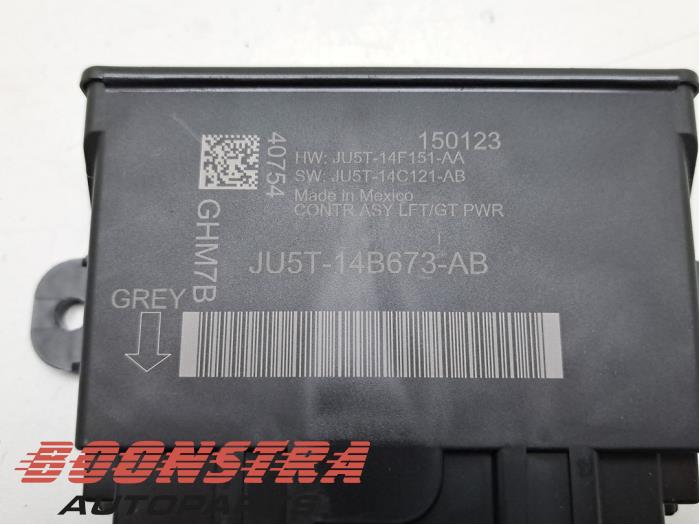 150123
40754
HW: JU5T-14F151-AA
SW: JU5T-14C121-AB
Made in Mexico
CONTR ASY LFT/GT PWR
GHM7B
JU5T-14B673-AB
GREY
BOONSTRA
AUTOPARTS